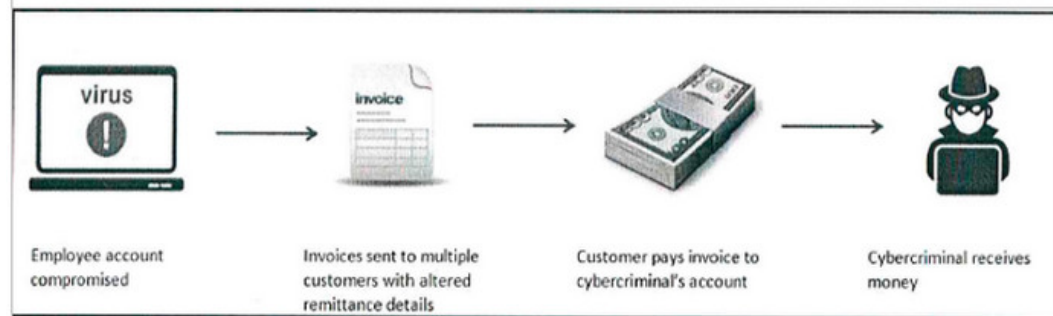 virus
!
invoice
Employee account
compromised
Invoices sent to multiple
customers with altered
remittance details
Customer pays invoice to
cybercriminal's account
Cybercriminal receives
money